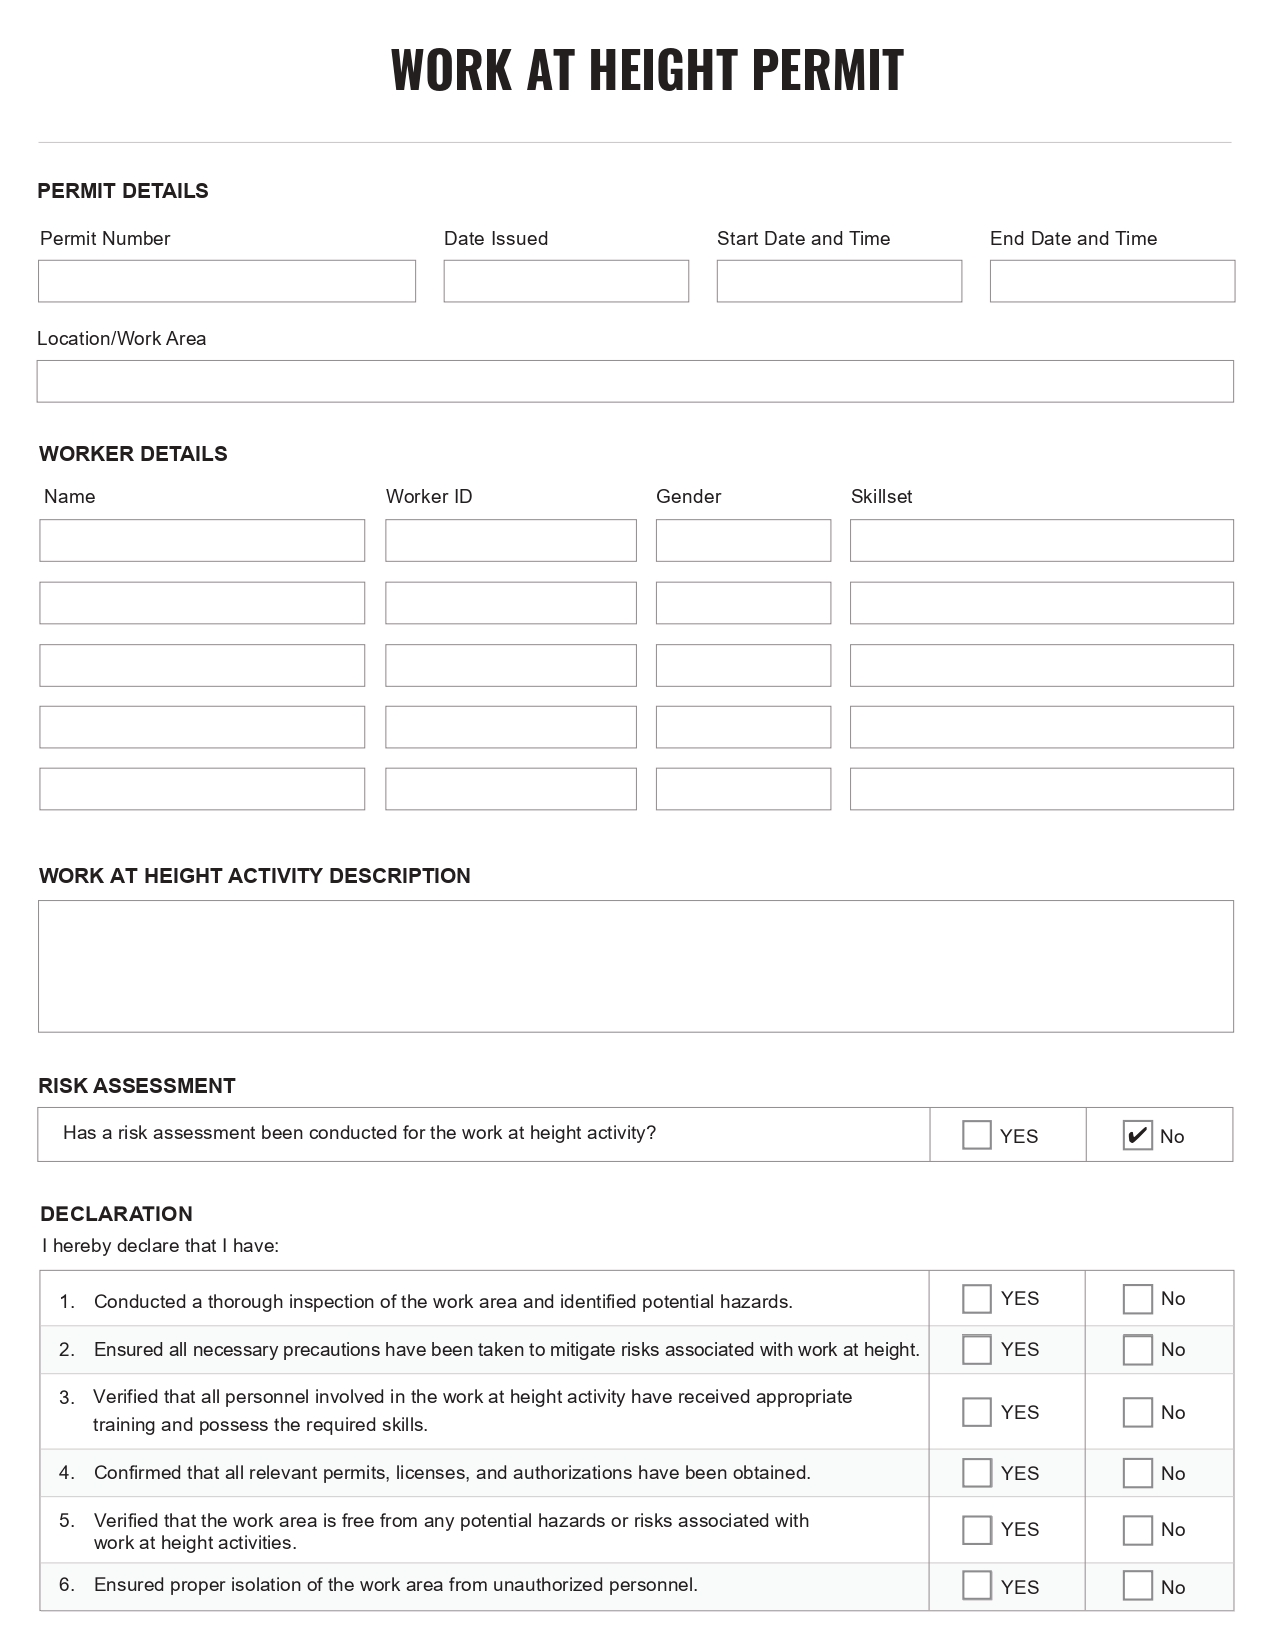 WORK AT HEIGHT PERMIT
PERMIT DETAILS
Permit Number Date Issued Start Date and Time End Date and Time
Location/Work Area
WORKER DETAILS
Name Worker ID Gender Skillset
WORK AT HEIGHT ACTIVITY DESCRIPTION
RISK ASSESSMENT
Has a risk assessment been conducted for the work at height activity? YES ✔ No
DECLARATION
I hereby declare that I have:
1. Conducted a thorough inspection of the work area and identified potential hazards. YES No
2. Ensured all necessary precautions have been taken to mitigate risks associated with work at height. YES No
3. Verified that all personnel involved in the work at height activity have received appropriate
training and possess the required skills. YES No
4. Confirmed that all relevant permits, licenses, and authorizations have been obtained. YES No
5. Verified that the work area is free from any potential hazards or risks associated with
work at height activities. YES No
6. Ensured proper isolation of the work area from unauthorized personnel. YES No